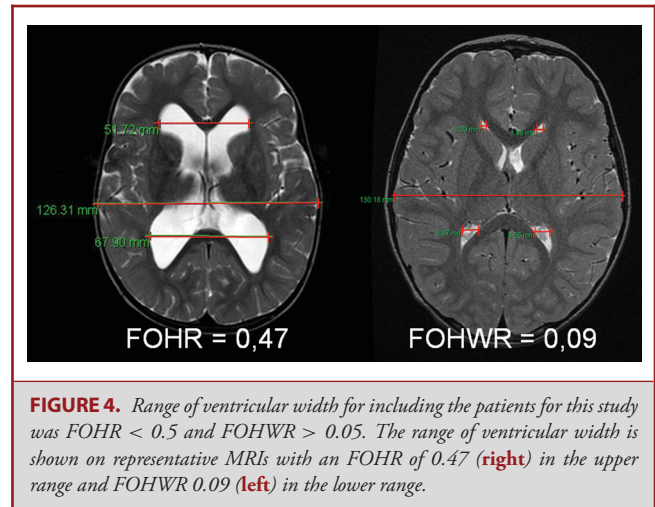 51.72 mm
126.31 mm
67.90 mm
FOHR = 0,47
130.18 mm
FOHWR = 0,09
FIGURE 4. Range of ventricular width for including the patients for this study
was FOHR < 0.5 and FOHWR > 0.05. The range of ventricular width is
shown on representative MRIs with an FOHR of 0.47 (right) in the upper
range and FOHWR 0.09 (left) in the lower range.